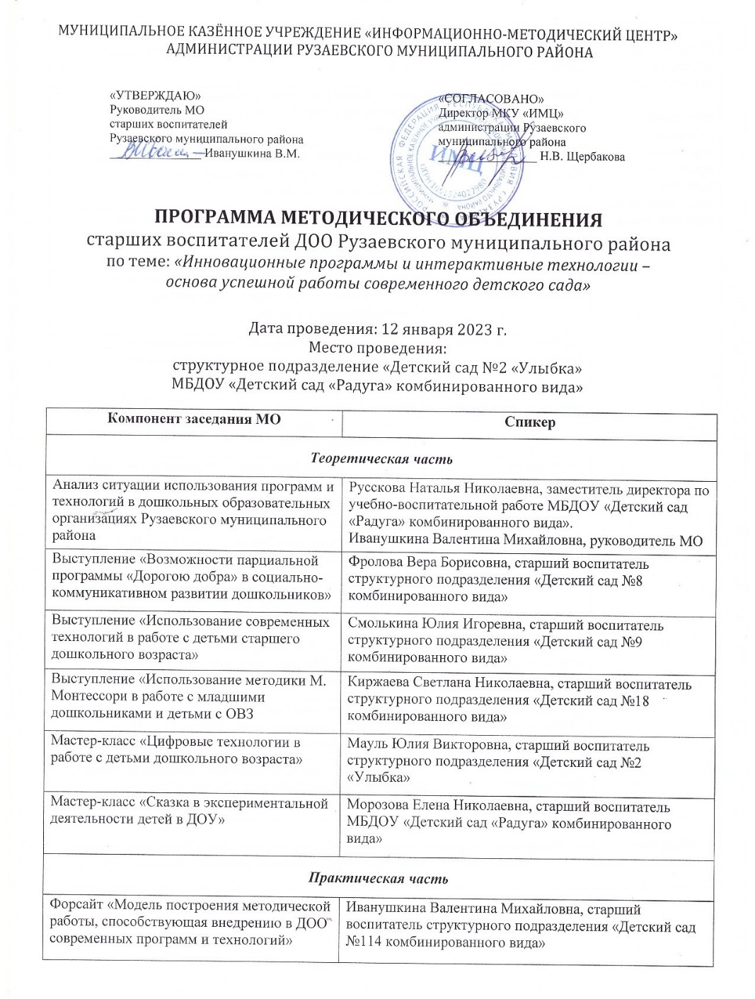 МУНИЦИПАЛЬНОЕ КАЗЁННОЕ УЧРЕЖДЕНИЕ «ИНФОРМАЦИОННО-МЕТОДИЧЕСКИЙ ЦЕНТР»
АДМИНИСТРАЦИИ РУЗАЕВСКОГО МУНИЦИПАЛЬНОГО РАЙОНА
«УТВЕРЖДАЮ»
Руководитель МО
старших воспитателей
Рузаевского муниципального района
Иванушкина В.М.
«СОГЛАСОВАНО»
Директор МКУ «ИМЦ»
администрации Рузаевского
муниципального района
Н.В. Щербакова
ИМЦ
ПРОГРАММА МЕТОДИЧЕСКОГО ОБЪЕДИНЕНИЯ
старших воспитателей ДОО Рузаевского муниципального района
по теме: «Инновационные программы и интерактивные технологии –
основа успешной работы современного детского сада»
Дата проведения: 12 января 2023 г.
Место проведения:
структурное подразделение «Детский сад №2 «Улыбка»
МБДОУ «Детский сад «Радуга» комбинированного вида»
Компонент заседания МО
Спикер
Теоретическая часть
Анализ ситуации использования программ и
технологий в дошкольных образовательных
организациях Рузаевского муниципального
района
Русскова Наталья Николаевна, заместитель директора по
учебно-воспитательной работе МБДОУ «Детский сад
«Радуга» комбинированного вида».
Иванушкина Валентина Михайловна, руководитель МО
Выступление «Возможности парциальной
программы «Дорогою добра» в социально-
коммуникативном развитии дошкольников»
Фролова Вера Борисовна, старший воспитатель
структурного подразделения «Детский сад №8
комбинированного вида»
Выступление «Использование современных
технологий в работе с детьми старшего
дошкольного возраста»
Смолькина Юлия Игоревна, старший воспитатель
структурного подразделения «Детский сад №9
комбинированного вида»
Выступление «Использование методики М.
Монтессори в работе с младшими
дошкольниками и детьми с ОВЗ
Киржаева Светлана Николаевна, старший воспитатель
структурного подразделения «Детский сад №18
комбинированного вида»
Мастер-класс «Цифровые технологии в
работе с детьми дошкольного возраста»
Мауль Юлия Викторовна, старший воспитатель
структурного подразделения «Детский сад №2
«Улыбка»
Мастер-класс «Сказка в экспериментальной
деятельности детей в ДОУ»
Морозова Елена Николаевна, старший воспитатель
МБДОУ «Детский сад «Радуга» комбинированного
вида»
Практическая часть
Форсайт «Модель построения методической
работы, способствующая внедрению в ДОО
современных программ и технологий»
Иванушкина Валентина Михайловна, старший
воспитатель структурного подразделения «Детский сад
№114 комбинированного вида»